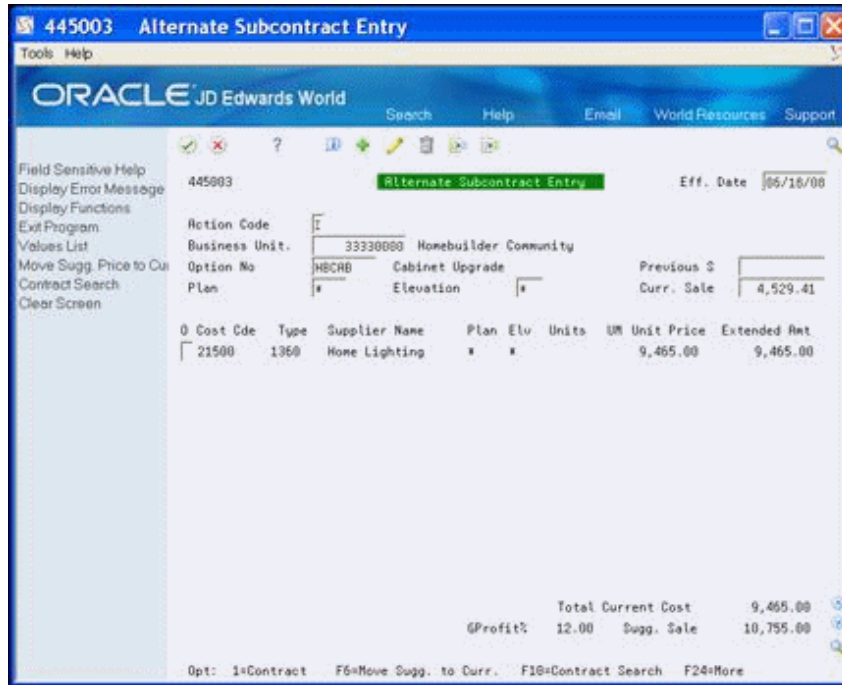 445003 Alternate Subcontract Entry
Tools Help
ORACLE JD Edwards World
Search Help Email World Resources Support
?
Field Sensitive Help
Display Error Message
Display Functions
Exit Program
Values List
Move Sugg. Price to Cur
Contract Search
Clear Screen
445003 Alternate Subcontract Entry Eff. Date 06/18/08
Action Code I
Business Unit. 33330000 Homebuilder Community
Option No HBCAB Cabinet Upgrade Previous $
Plan * Elevation * Curr. Sale 4,529.41
O Cost Cde Type Supplier Name Plan Elv Units UM Unit Price Extended Amt
21500 1360 Home Lighting * * 9,465.00 9,465.00
Total Current Cost 9,465.00
GProfit% 12.00 Sugg. Sale 10,755.00
Opt: 1=Contract F6=Move Sugg. to Curr. F10=Contract Search F24=More